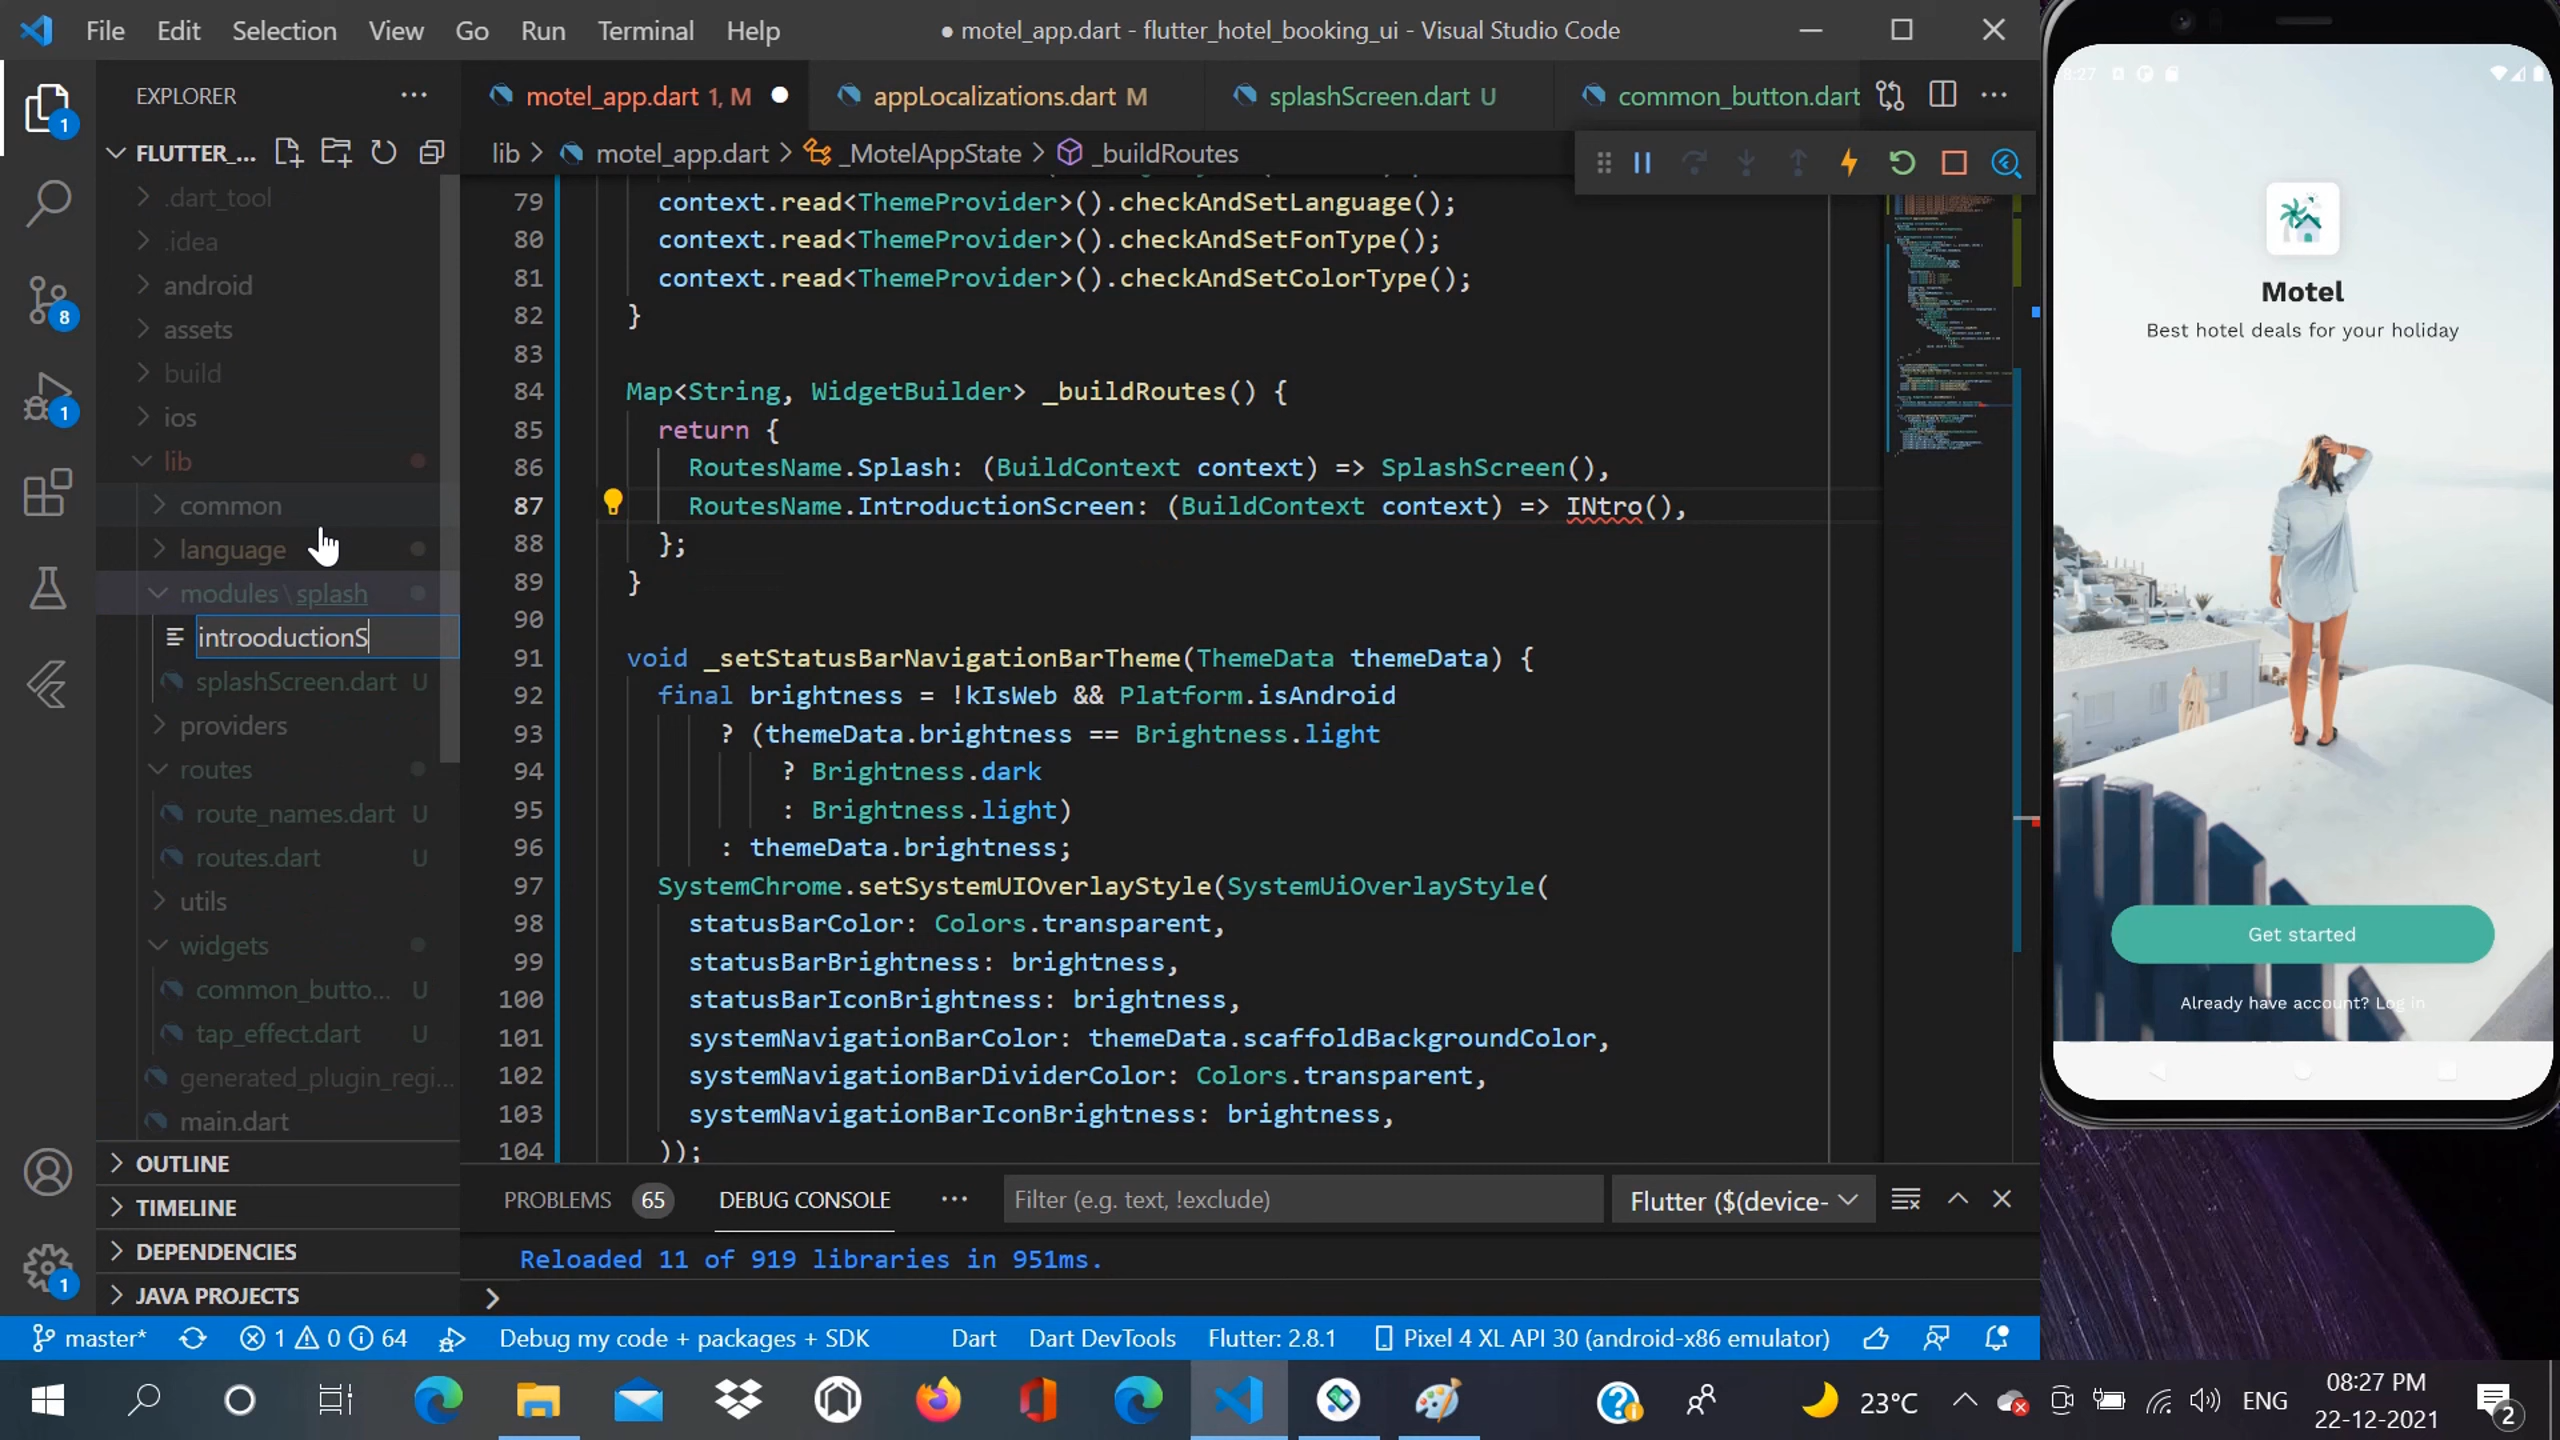 File Edit Selection View Go Run Terminal Help
● motel_app.dart - flutter_hotel_booking_ui - Visual Studio Code
EXPLORER
FLUTTER_...
.dart_tool
.idea
android
assets
build
ios
lib
common
language
modules\splash
introoductionS
splashScreen.dart U
providers
routes
route_names.dart U
routes.dart U
utils
widgets
common_butto... U
tap_effect.dart U
generated_plugin_regi...
main.dart
OUTLINE
TIMELINE
DEPENDENCIES
JAVA PROJECTS
1
8
1
1
motel_app.dart 1, M
appLocalizations.dart M
splashScreen.dart U
common_button.dart
lib > motel_app.dart > _MotelAppState > _buildRoutes
79 context.read<ThemeProvider>().checkAndSetLanguage();
80 context.read<ThemeProvider>().checkAndSetFonType();
81 context.read<ThemeProvider>().checkAndSetColorType();
82 }
83
84 Map<String, WidgetBuilder> _buildRoutes() {
85 return {
86 RoutesName.Splash: (BuildContext context) => SplashScreen(),
87 RoutesName.IntroductionScreen: (BuildContext context) => INtro(),
88 };
89 }
90
91 void _setStatusBarNavigationBarTheme(ThemeData themeData) {
92 final brightness = !kIsWeb && Platform.isAndroid
93 ? (themeData.brightness == Brightness.light
94 ? Brightness.dark
95 : Brightness.light)
96 : themeData.brightness;
97 SystemChrome.setSystemUIOverlayStyle(SystemUiOverlayStyle(
98 statusBarColor: Colors.transparent,
99 statusBarBrightness: brightness,
100 statusBarIconBrightness: brightness,
101 systemNavigationBarColor: themeData.scaffoldBackgroundColor,
102 systemNavigationBarDividerColor: Colors.transparent,
103 systemNavigationBarIconBrightness: brightness,
104 ));
PROBLEMS 65 DEBUG CONSOLE ... Filter (e.g. text, !exclude) Flutter ($(device-
Reloaded 11 of 919 libraries in 951ms.
master* 1 0 64 Debug my code + packages + SDK Dart Dart DevTools Flutter: 2.8.1 Pixel 4 XL API 30 (android-x86 emulator)
8:27
Motel
Best hotel deals for your holiday
Get started
Already have account? Log in
23°C ENG
08:27 PM
22-12-2021
2